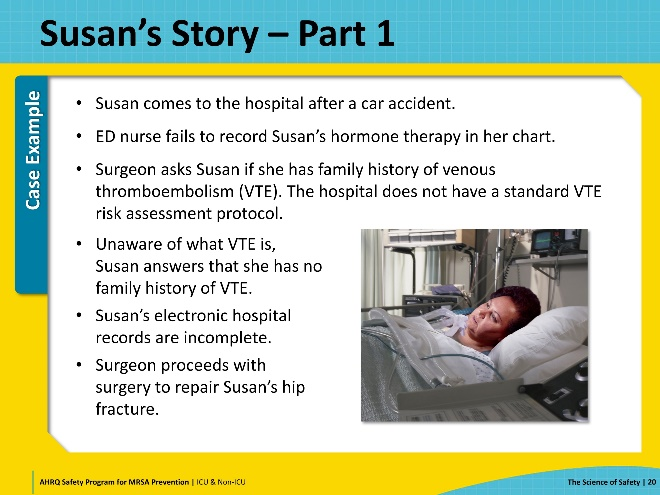 Susan's Story – Part 1
Case Example
• Susan comes to the hospital after a car accident.
• ED nurse fails to record Susan's hormone therapy in her chart.
• Surgeon asks Susan if she has family history of venous
thromboembolism (VTE). The hospital does not have a standard VTE
risk assessment protocol.
• Unaware of what VTE is,
Susan answers that she has no
family history of VTE.
• Susan's electronic hospital
records are incomplete.
• Surgeon proceeds with
surgery to repair Susan's hip
fracture.
AHRQ Safety Program for MRSA Prevention | ICU & Non-ICU
The Science of Safety | 20